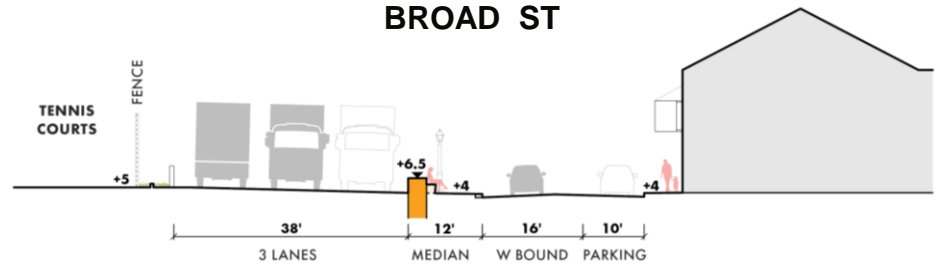 BROAD ST
FENCE
TENNIS
COURTS
+5
+6.5
+4
+4
38'
12'
16'
10'
3 LANES
MEDIAN
W BOUND
PARKING